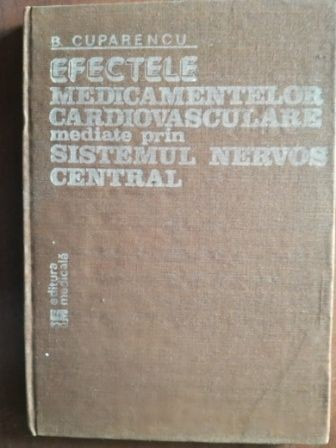 B CUPARENCU
EFECTELE
MEDICAMENTELOR
CARDIOVASCULARE
mediate prin
SISTEMUL NERVOS
CENTRAL
editura
medicală